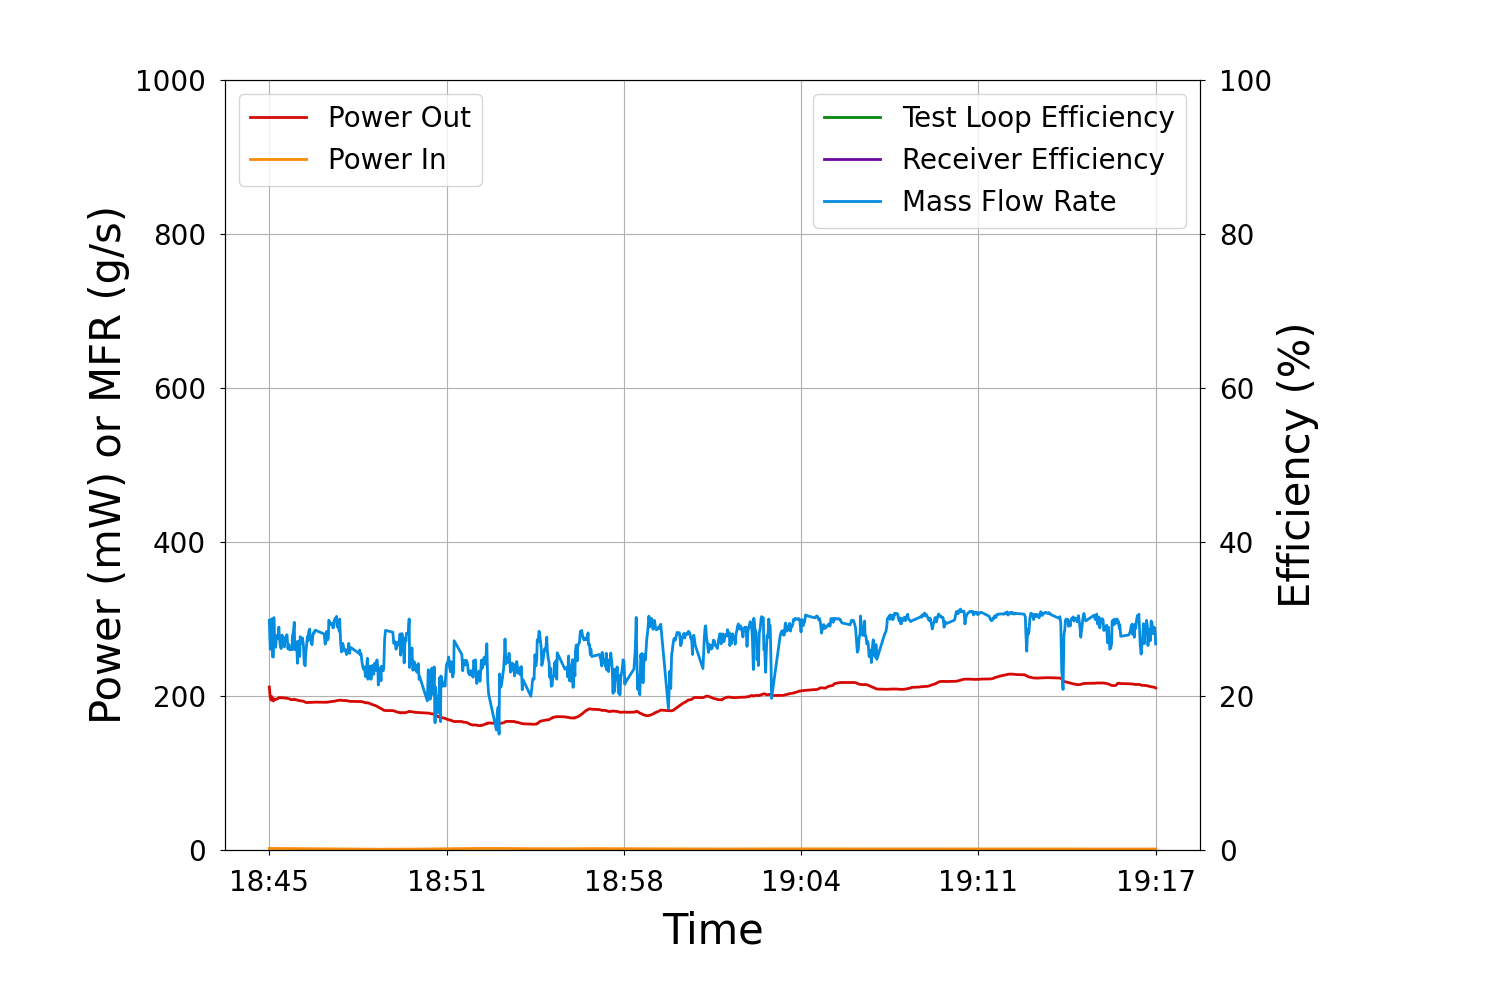 1000
800
600
400
200
0
Power (mW) or MFR (g/s)
Power Out
Power In
Test Loop Efficiency
Receiver Efficiency
Mass Flow Rate
100
80
60
40
20
0
Efficiency (%)
18:45 18:51 18:58 19:04 19:11 19:17
Time